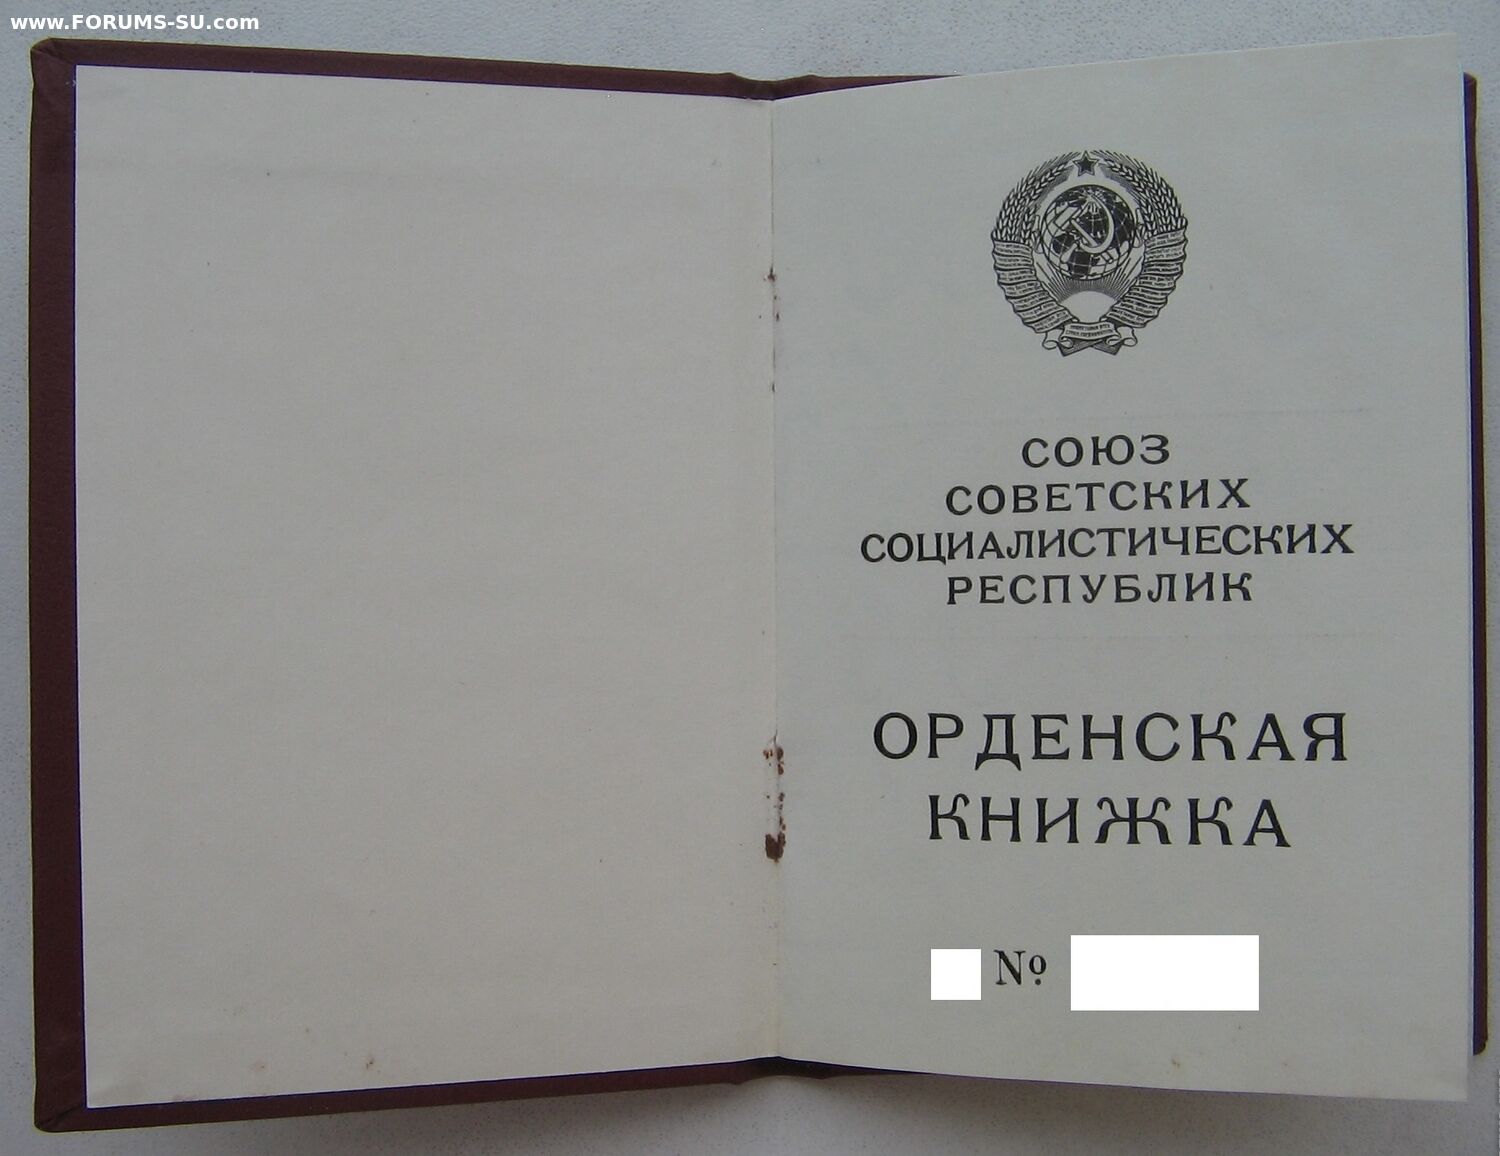 www.FORUMS-SU.com
СОЮЗ
СОВЕТСКИХ
СОЦИАЛИСТИЧЕСКИХ
РЕСПУБЛИК
ОРДЕНСКАЯ
КНИЖКА
№